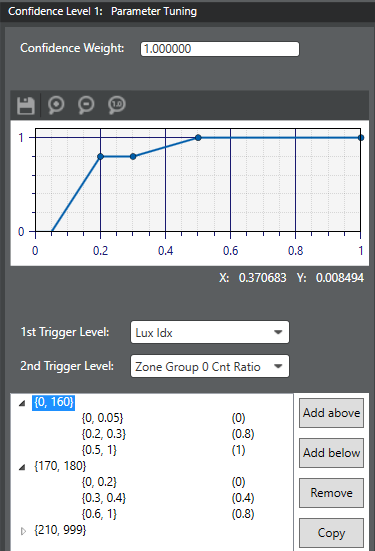 Confidence Level 1: Parameter Tuning
Confidence Weight: 1.000000
1.0
1
0
0 0.2 0.4 0.6 0.8 1
X: 0.370683 Y: 0.008494
1st Trigger Level: Lux Idx
2nd Trigger Level: Zone Group 0 Cnt Ratio
{0, 160}
{0, 0.05} (0)
{0.2, 0.3} (0.8)
{0.5, 1} (1)
{170, 180}
{0, 0.2} (0)
{0.3, 0.4} (0.4)
{0.6, 1} (0.8)
{210, 999}
Add above
Add below
Remove
Copy